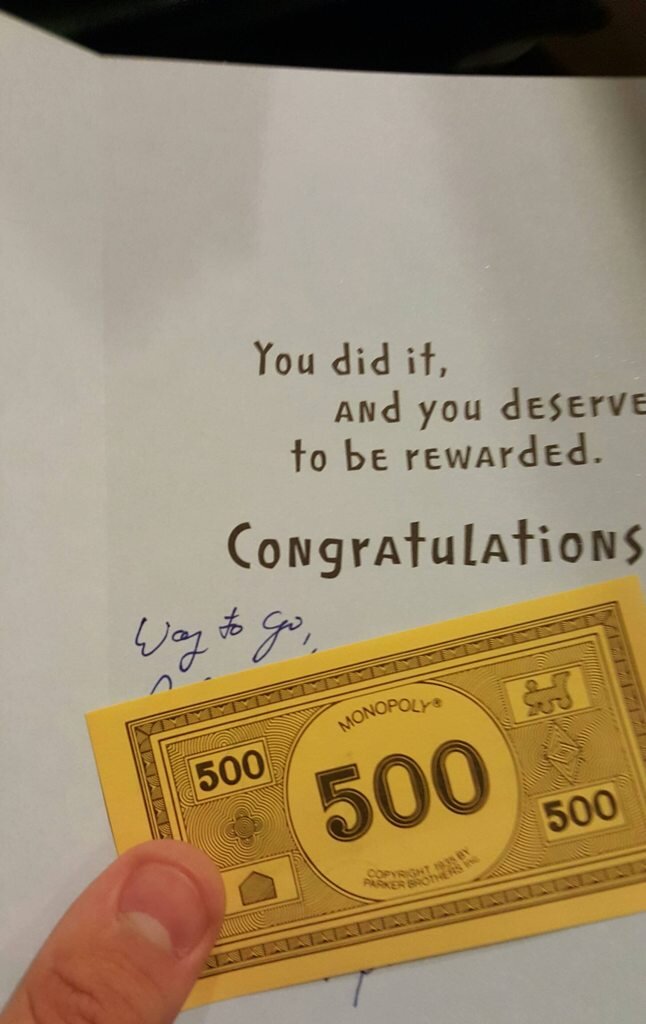 You did it,
and you deserve
to be rewarded.
Congratulations
Way to go,
MONOPOLY®
500
500
500
COPYRIGHT 1935 BY
PARKER BROTHERS INC.